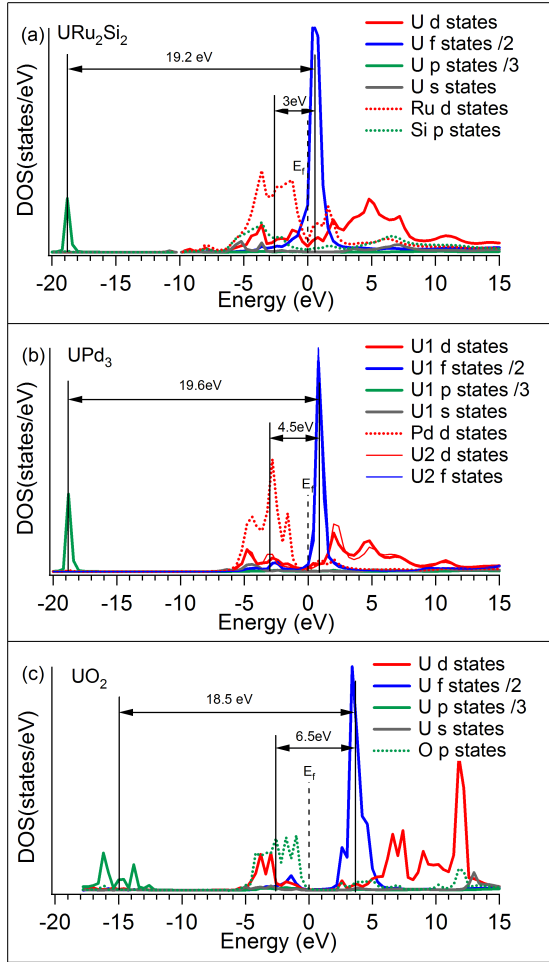 (a) URu₂Si₂
U d states
U f states /2
U p states /3
U s states
Ru d states
Si p states
19.2 eV
3eV
E_f
DOS(states/eV)
-20 -15 -10 -5 0 5 10 15
Energy (eV)
(b) UPd₃
U1 d states
U1 f states /2
U1 p states /3
U1 s states
Pd d states
U2 d states
U2 f states
19.6eV
4.5eV
E_f
DOS(states/eV)
-20 -15 -10 -5 0 5 10 15
Energy (eV)
(c) UO₂
U d states
U f states /2
U p states /3
U s states
O p states
18.5 eV
6.5eV
E_f
DOS(states/eV)
-20 -15 -10 -5 0 5 10 15
Energy (eV)